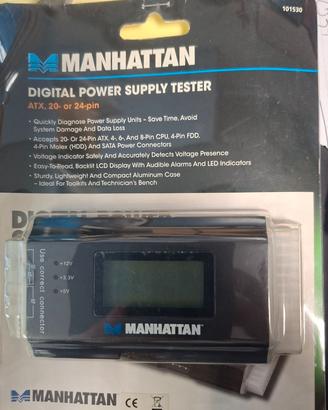 101530
MANHATTAN
DIGITAL POWER SUPPLY TESTER
ATX, 20- or 24-pin
• Quickly Diagnose Power Supply Units – Save Time, Avoid
System Damage And Data Loss
• Accepts 20- Or 24-Pin ATX, 4-, 6-, And 8-Pin CPU, 4-Pin FDD,
4-Pin Molex (HDD) And SATA Power Connectors
• Voltage Indicator Safely And Accurately Detects Voltage Presence
• Easy-To-Read, Backlit LCD Display With Audible Alarms And LED Indicators
• Sturdy, Lightweight And Compact Aluminum Case
– Ideal For Toolkits And Technician's Bench
Use correct connector
+12V
+3.3V
+5V
MANHATTAN
MANHATTAN
CE